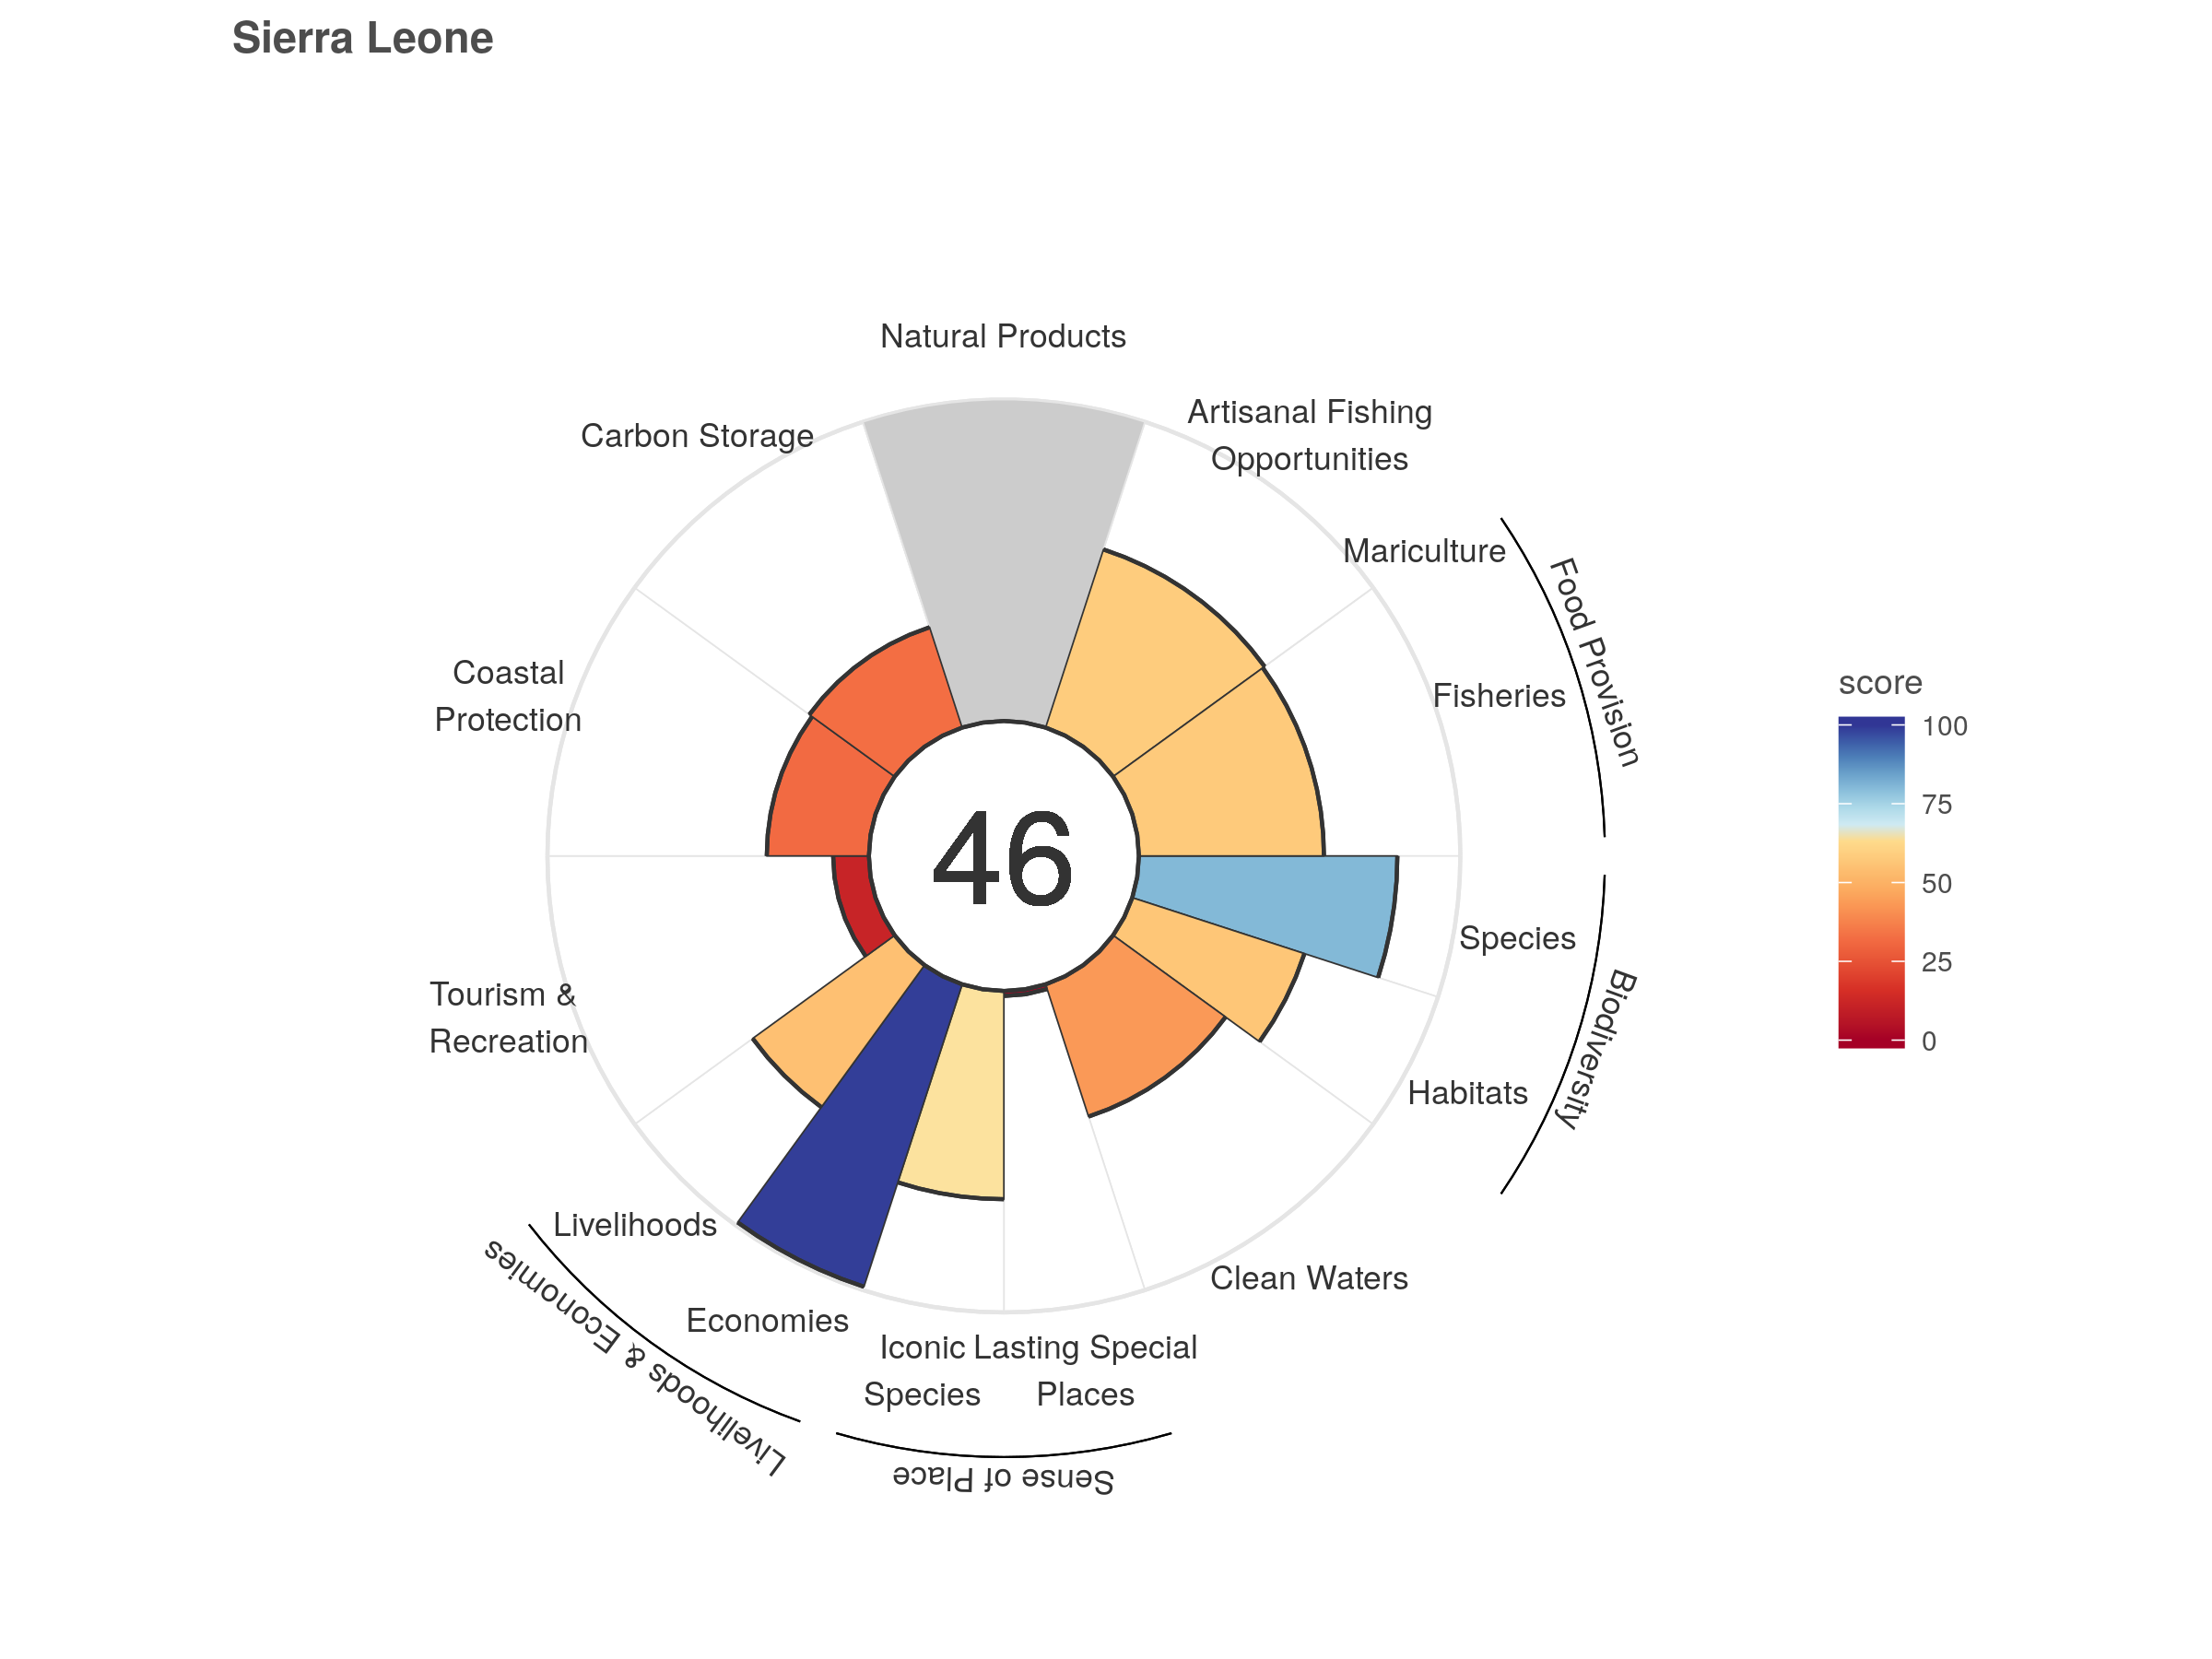 Sierra Leone
Natural Products
Artisanal Fishing
Opportunities
Carbon Storage
Mariculture
Food Provision
Fisheries
Coastal
Protection
score
100
75
50
25
0
46
Species
Biodiversity
Habitats
Tourism &
Recreation
Livelihoods
Livelihoods & Economies
Economies
Clean Waters
Iconic
Species
Lasting Special
Places
Sense of Place